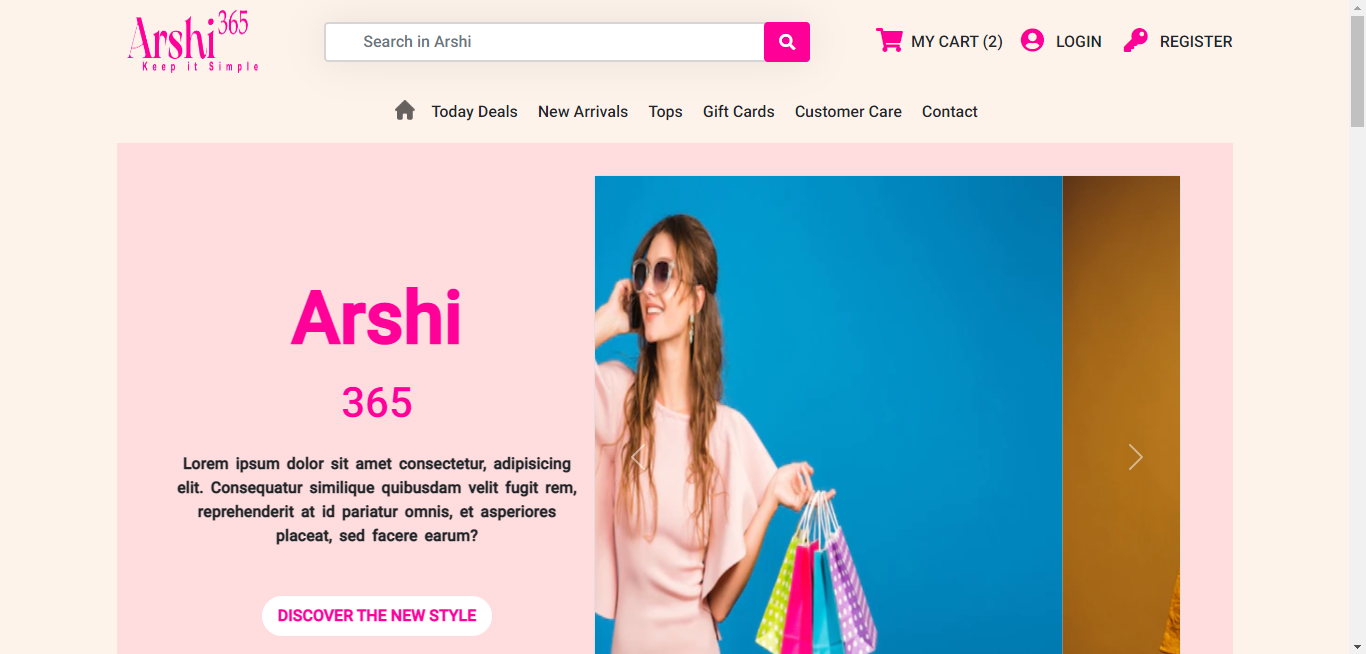 Arshi 365
Keep it Simple
Search in Arshi
MY CART (2)
LOGIN
REGISTER
Today Deals
New Arrivals
Tops
Gift Cards
Customer Care
Contact
Arshi
365
Lorem ipsum dolor sit amet consectetur, adipisicing
elit. Consequatur similique quibusdam velit fugit rem,
reprehenderit at id pariatur omnis, et asperiores
placeat, sed facere earum?
DISCOVER THE NEW STYLE